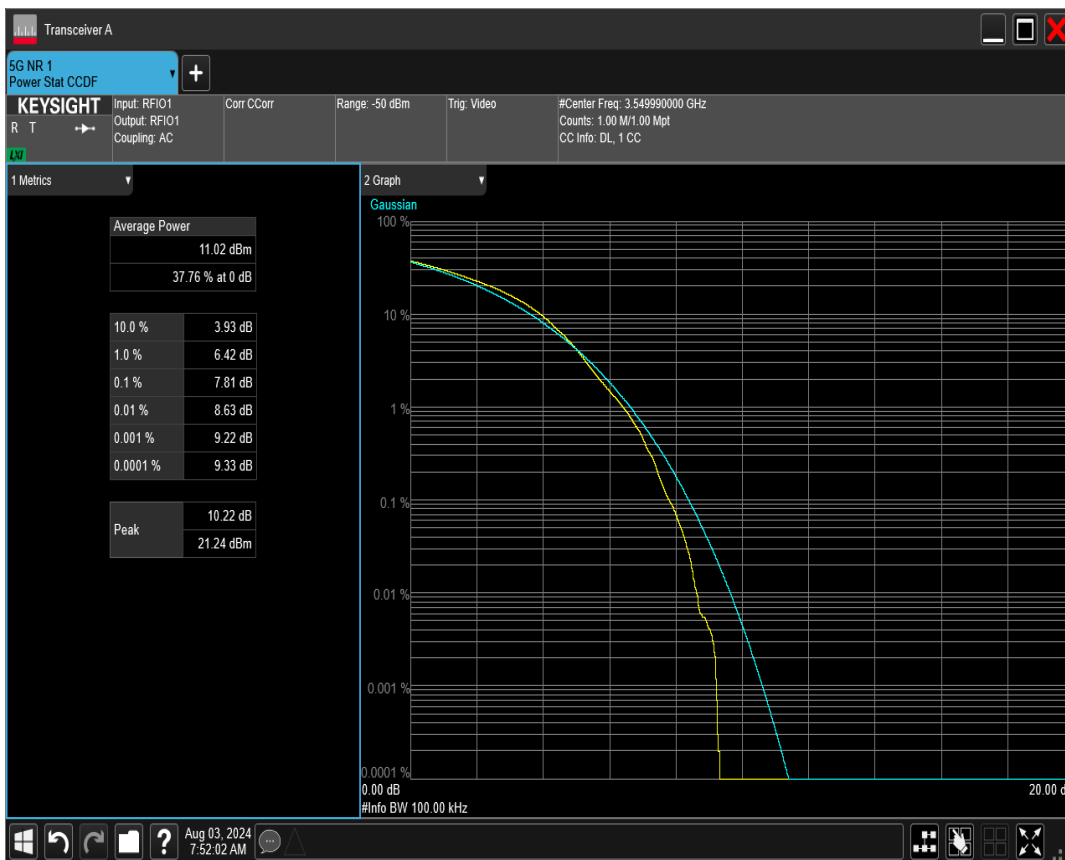 Transceiver A
5G NR 1
Power Stat CCDF
+
KEYSIGHT
R T
LXI
Input: RFIO1
Output: RFIO1
Coupling: AC
Corr CCorr
Range: -50 dBm
Trig: Video
#Center Freq: 3.549990000 GHz
Counts: 1.00 M/1.00 Mpt
CC Info: DL, 1 CC
1 Metrics
Average Power
11.02 dBm
37.76 % at 0 dB
10.0 % 3.93 dB
1.0 % 6.42 dB
0.1 % 7.81 dB
0.01 % 8.63 dB
0.001 % 9.22 dB
0.0001 % 9.33 dB
Peak
10.22 dB
21.24 dBm
2 Graph
Gaussian
100 %
10 %
1 %
0.1 %
0.01 %
0.001 %
0.0001 %
0.00 dB
20.00 d
#Info BW 100.00 kHz
?
Aug 03, 2024
7:52:02 AM